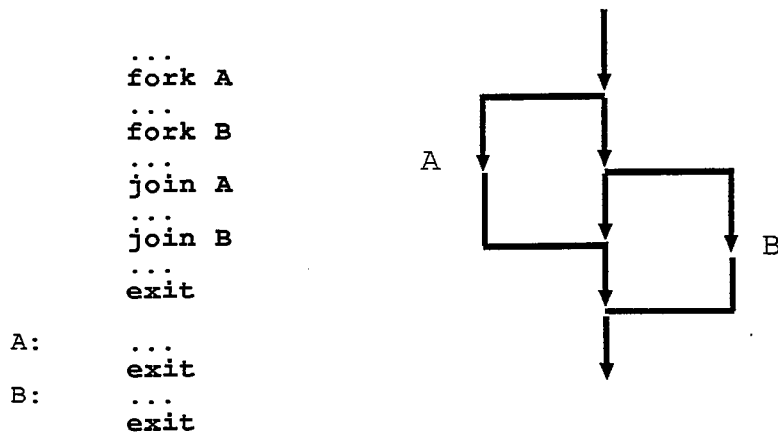 ...
fork A
...
fork B
...
join A
...
join B
...
exit
A: ...
exit
B: ...
exit
A
B